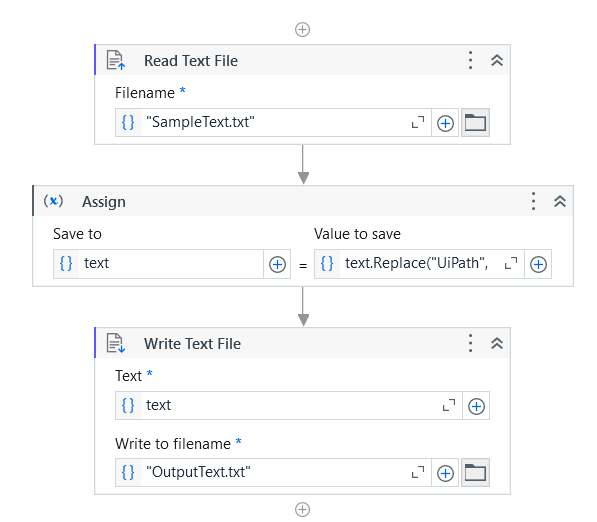 Read Text File
Filename *
{} "SampleText.txt"
(x) Assign
Save to Value to save
{} text = {} text.Replace("UiPath",
Write Text File
Text *
{} text
Write to filename *
{} "OutputText.txt"